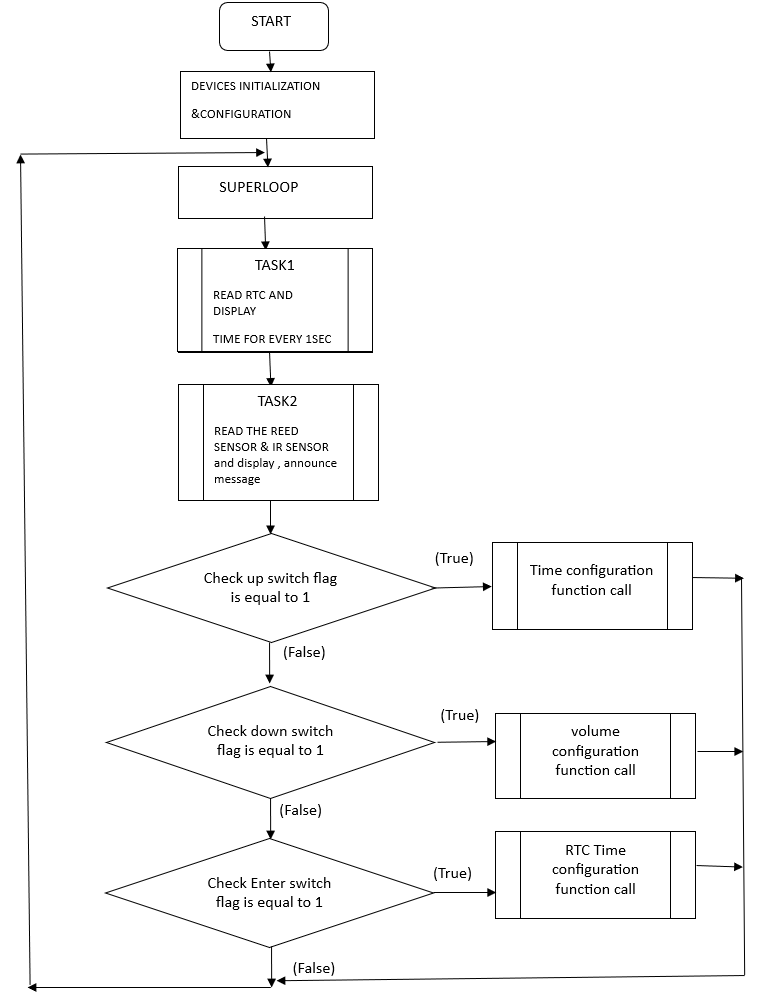 START
DEVICES INITIALIZATION
&CONFIGURATION
SUPERLOOP
TASK1
READ RTC AND
DISPLAY
TIME FOR EVERY 1SEC
TASK2
READ THE REED
SENSOR & IR SENSOR
and display , announce
message
Check up switch flag
is equal to 1
(True)
Time configuration
function call
(False)
Check down switch
flag is equal to 1
(True)
volume
configuration
function call
(False)
Check Enter switch
flag is equal to 1
(True)
RTC Time
configuration
function call
(False)